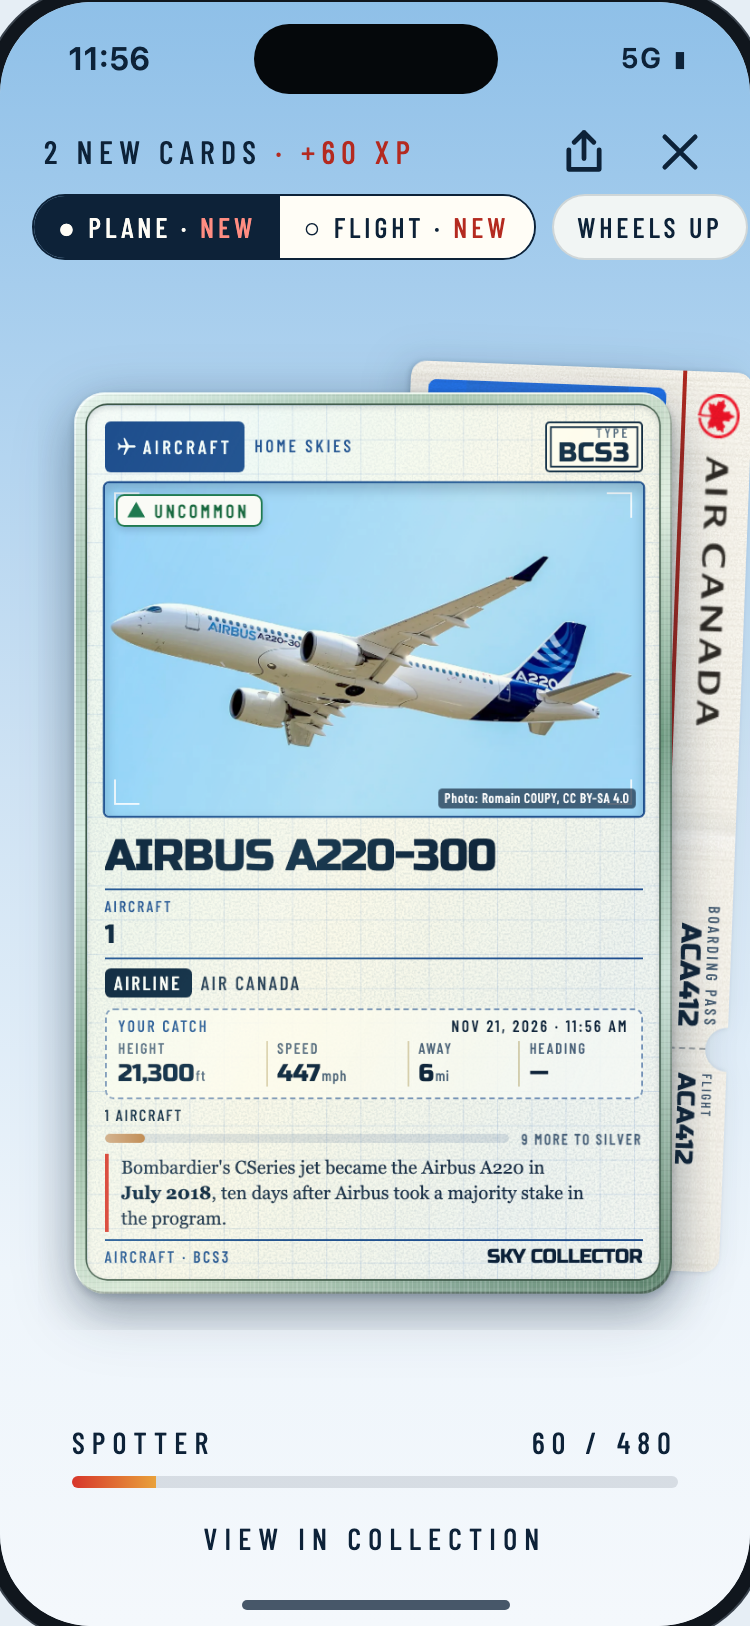 11:56
5G
2 NEW CARDS · +60 XP
PLANE · NEW
FLIGHT · NEW
WHEELS UP
AIRCRAFT
HOME SKIES
TYPE
BCS3
UNCOMMON
AIRBUS A220-30
A220
Photo: Romain COUPY, CC BY-SA 4.0
AIRBUS A220-300
AIRCRAFT
1
AIRLINE AIR CANADA
YOUR CATCH
NOV 21, 2026 · 11:56 AM
HEIGHT
SPEED
AWAY
HEADING
21,300ft
447mph
6mi
—
1 AIRCRAFT
9 MORE TO SILVER
Bombardier's CSeries jet became the Airbus A220 in
July 2018, ten days after Airbus took a majority stake in
the program.
AIRCRAFT · BCS3
SKY COLLECTOR
AIR CANADA
BOARDING PASS
ACA412
FLIGHT
ACA412
SPOTTER
60 / 480
VIEW IN COLLECTION